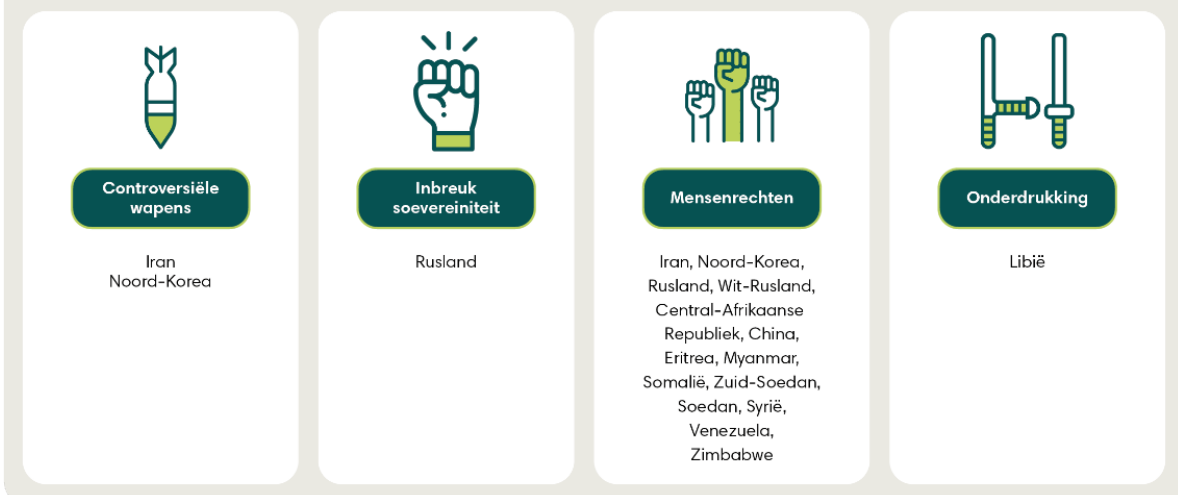 Controversiële
wapens
Iran
Noord-Korea
Inbreuk
soevereiniteit
Rusland
Mensenrechten
Iran, Noord-Korea,
Rusland, Wit-Rusland,
Central-Afrikaanse
Republiek, China,
Eritrea, Myanmar,
Somalië, Zuid-Soedan,
Soedan, Syrië,
Venezuela,
Zimbabwe
Onderdrukking
Libië